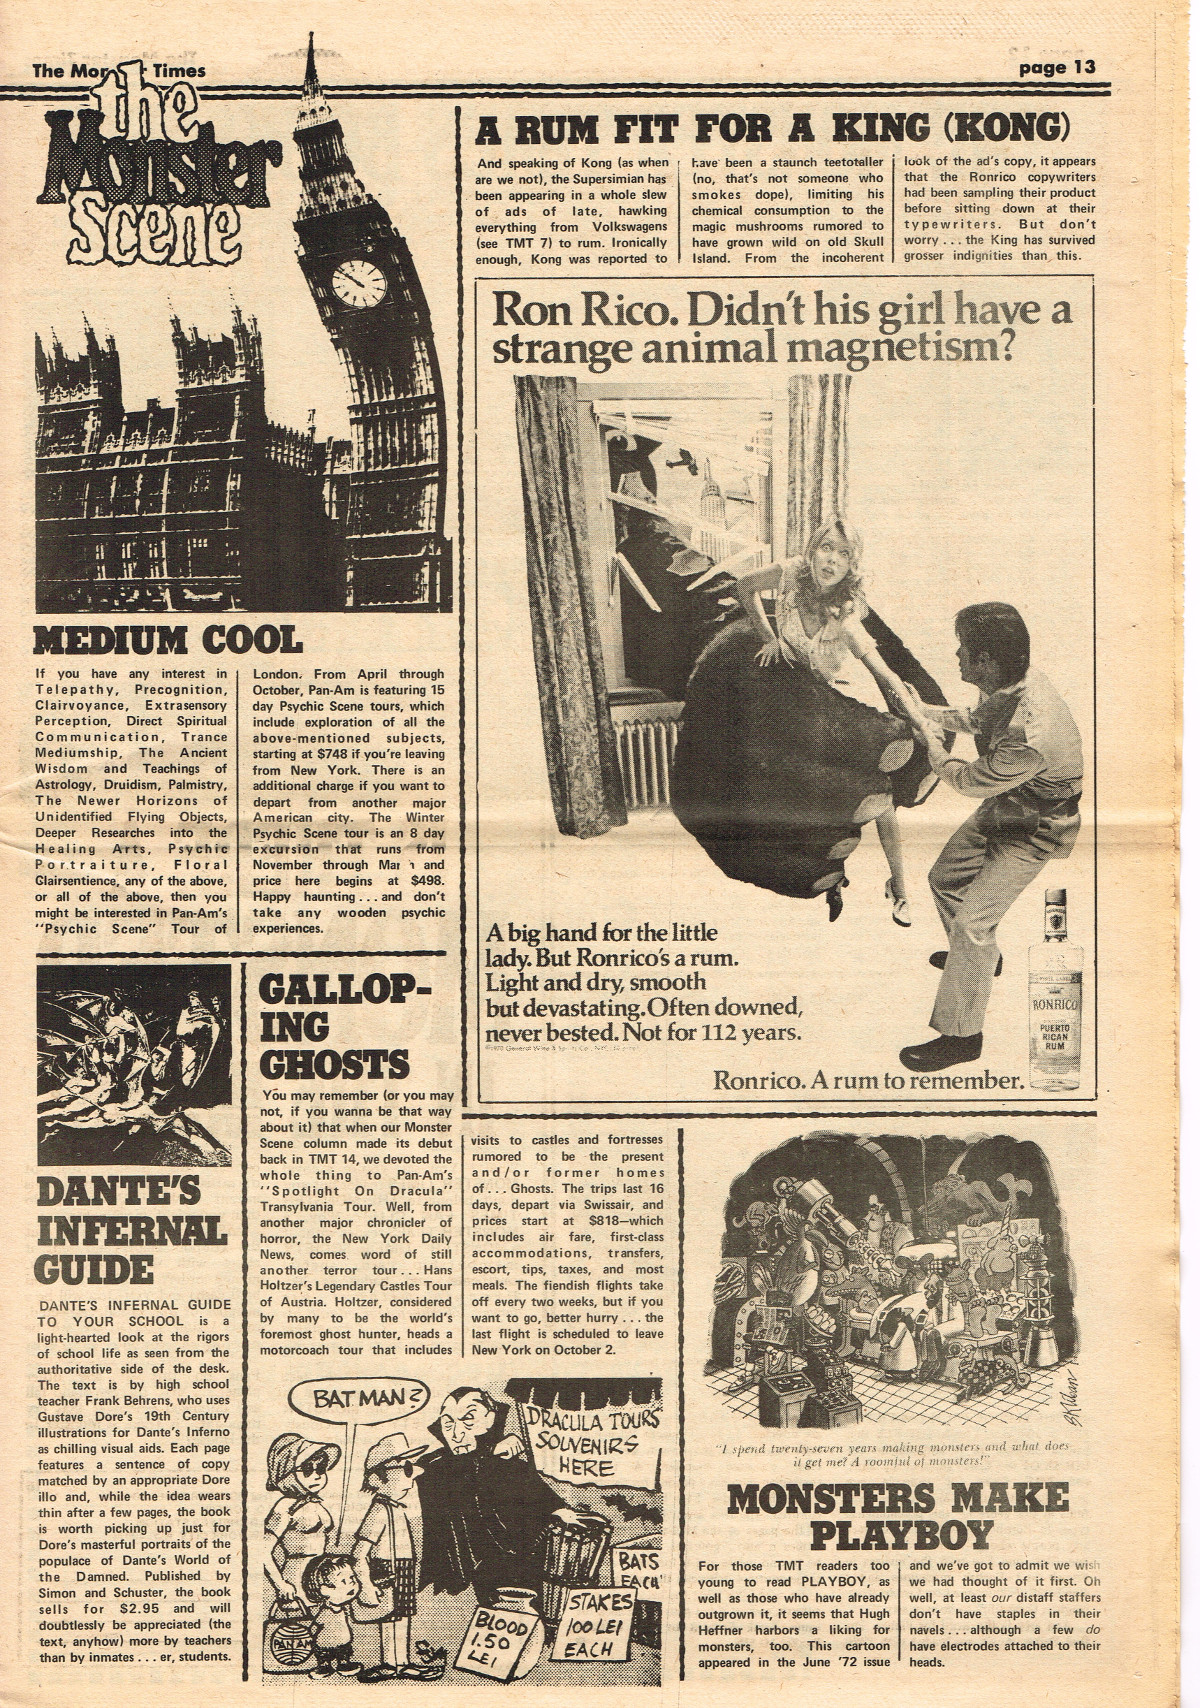 The Monster Times
page 13
the
Monster
Scene
MEDIUM COOL
If you have any interest in
Telepathy, Precognition,
Clairvoyance, Extrasensory
Perception, Direct Spiritual
Communication, Trance
Mediumship, The Ancient
Wisdom and Teachings of
Astrology, Druidism, Palmistry,
The Newer Horizons of
Unidentified Flying Objects,
Deeper Researches into the
Healing Arts, Psychic
Portraiture, Floral
Clairsentience, any of the above,
or all of the above, then you
might be interested in Pan-Am's
"Psychic Scene" Tour of
London. From April through
October, Pan-Am is featuring 15
day Psychic Scene tours, which
include exploration of all the
above-mentioned subjects,
starting at $748 if you're leaving
from New York. There is an
additional charge if you want to
depart from another major
American city. The Winter
Psychic Scene tour is an 8 day
excursion that runs from
November through Mar and
price here begins at $498.
Happy haunting . . . and don't
take any wooden psychic
experiences.
A RUM FIT FOR A KING (KONG)
And speaking of Kong (as when
are we not), the Supersimian has
been appearing in a whole slew
of ads of late, hawking
everything from Volkswagens
(see TMT 7) to rum. Ironically
enough, Kong was reported to
have been a staunch teetotaller
(no, that's not someone who
smokes dope), limiting his
chemical consumption to the
magic mushrooms rumored to
have grown wild on old Skull
Island. From the incoherent
look of the ad's copy, it appears
that the Ronrico copywriters
had been sampling their product
before sitting down at their
typewriters. But don't
worry . . . the King has survived
grosser indignities than this.
Ron Rico. Didn't his girl have a
strange animal magnetism?
A big hand for the little
lady. But Ronrico's a rum.
Light and dry, smooth
but devastating. Often downed,
never bested. Not for 112 years.
RONRICO
PUERTO
RICAN
RUM
Ronrico. A rum to remember.
DANTE'S
INFERNAL
GUIDE
DANTE'S INFERNAL GUIDE
TO YOUR SCHOOL is a
light-hearted look at the rigors
of school life as seen from the
authoritative side of the desk.
The text is by high school
teacher Frank Behrens, who uses
Gustave Dore's 19th Century
illustrations for Dante's Inferno
as chilling visual aids. Each page
features a sentence of copy
matched by an appropriate Dore
illo and, while the idea wears
thin after a few pages, the book
is worth picking up just for
Dore's masterful portraits of the
populace of Dante's World of
the Damned. Published by
Simon and Schuster, the book
sells for $2.95 and will
doubtlessly be appreciated (the
text, anyhow) more by teachers
than by inmates . . . er, students.
GALLOP-
ING
GHOSTS
You may remember (or you may
not, if you wanna be that way
about it) that when our Monster
Scene column made its debut
back in TMT 14, we devoted the
whole thing to Pan-Am's
"Spotlight On Dracula"
Transylvania Tour. Well, from
another major chronicler of
horror, the New York Daily
News, comes word of still
another terror tour . . . Hans
Holtzer's Legendary Castles Tour
of Austria. Holtzer, considered
by many to be the world's
foremost ghost hunter, heads a
motorcoach tour that includes
visits to castles and fortresses
rumored to be the present
and/or former homes
of . . . Ghosts. The trips last 16
days, depart via Swissair, and
prices start at $818—which
includes air fare, first-class
accommodations, transfers,
escort, tips, taxes, and most
meals. The fiendish flights take
off every two weeks, but if you
want to go, better hurry . . . the
last flight is scheduled to leave
New York on October 2.
BATMAN?
DRACULA TOURS
SOUVENIRS
HERE
BATS
EACH
STAKES
100 LEI
EACH
BLOOD
1.50
LEI
PAN AM
"I spend twenty-seven years making monsters and what does
it get me? A roomful of monsters!"
MONSTERS MAKE
PLAYBOY
For those TMT readers too
young to read PLAYBOY, as
well as those who have already
outgrown it, it seems that Hugh
Heffner harbors a liking for
monsters, too. This cartoon
appeared in the June '72 issue
and we've got to admit we wish
we had thought of it first. Oh
well, at least our distaff staffers
don't have staples in their
navels . . . although a few do
have electrodes attached to their
heads.